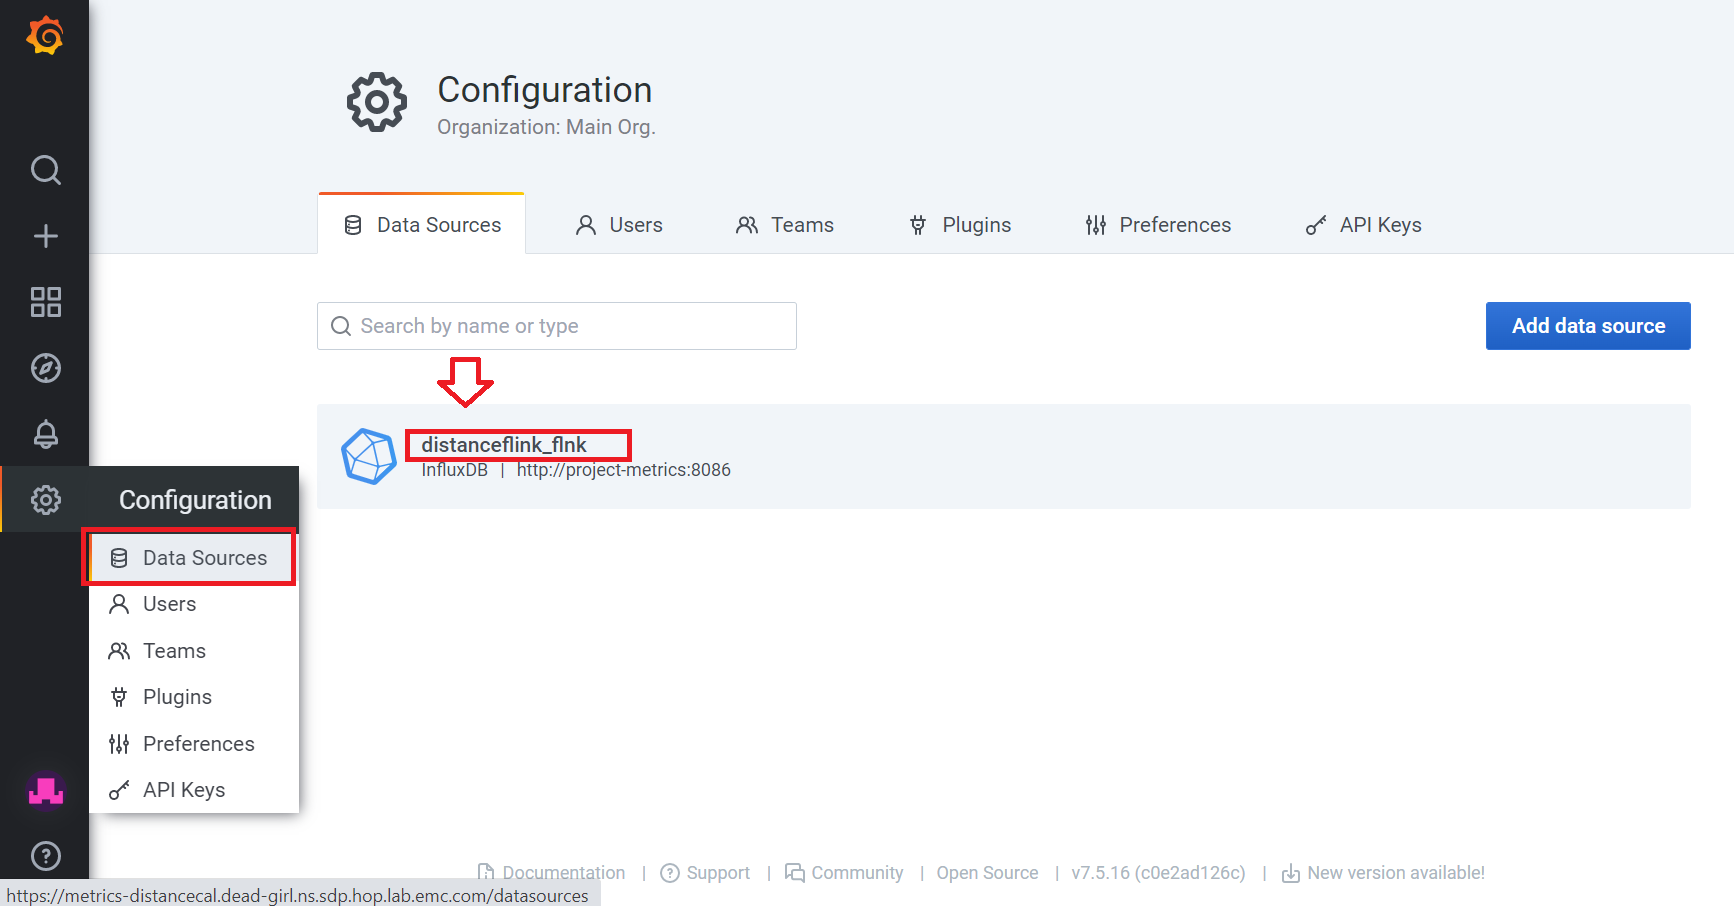 Configuration
Organization: Main Org.
Data Sources
Users
Teams
Plugins
Preferences
API Keys
Search by name or type
Add data source
distanceflink_flnk
InfluxDB | http://project-metrics:8086
Configuration
Data Sources
Users
Teams
Plugins
Preferences
API Keys
Documentation | Support | Community | Open Source | v7.5.16 (c0e2ad126c) | New version available!
https://metrics-distancecal.dead-girl.ns.sdp.hop.lab.emc.com/datasources